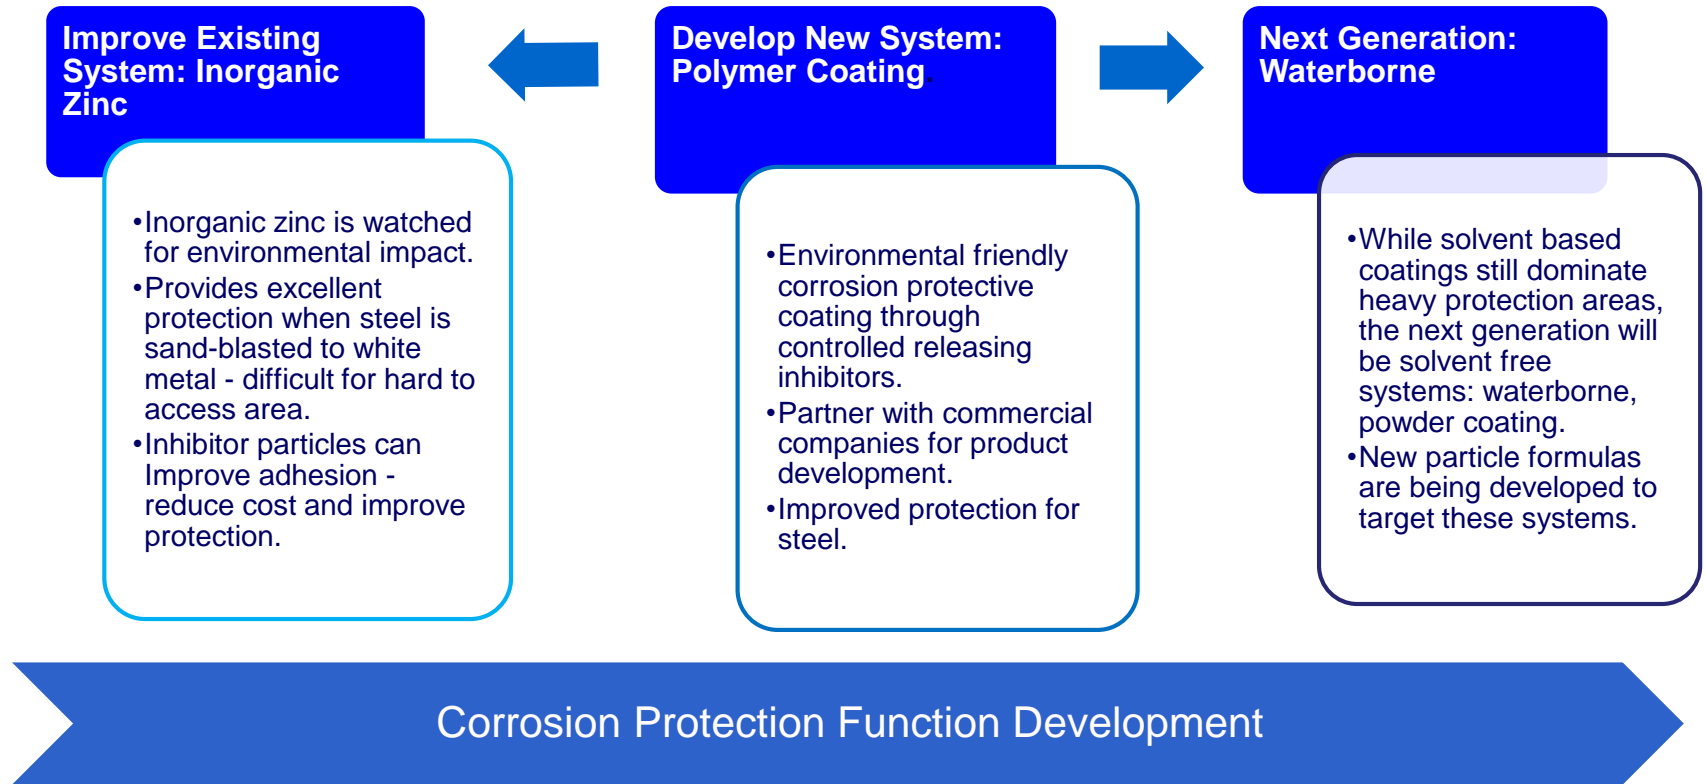 Improve Existing
System: Inorganic
Zinc
•Inorganic zinc is watched
for environmental impact.
•Provides excellent
protection when steel is
sand-blasted to white
metal - difficult for hard to
access area.
•Inhibitor particles can
Improve adhesion -
reduce cost and improve
protection.
Develop New System:
Polymer Coating.
•Environmental friendly
corrosion protective
coating through
controlled releasing
inhibitors.
•Partner with commercial
companies for product
development.
•Improved protection for
steel.
Next Generation:
Waterborne
•While solvent based
coatings still dominate
heavy protection areas,
the next generation will
be solvent free
systems: waterborne,
powder coating.
•New particle formulas
are being developed to
target these systems.
Corrosion Protection Function Development